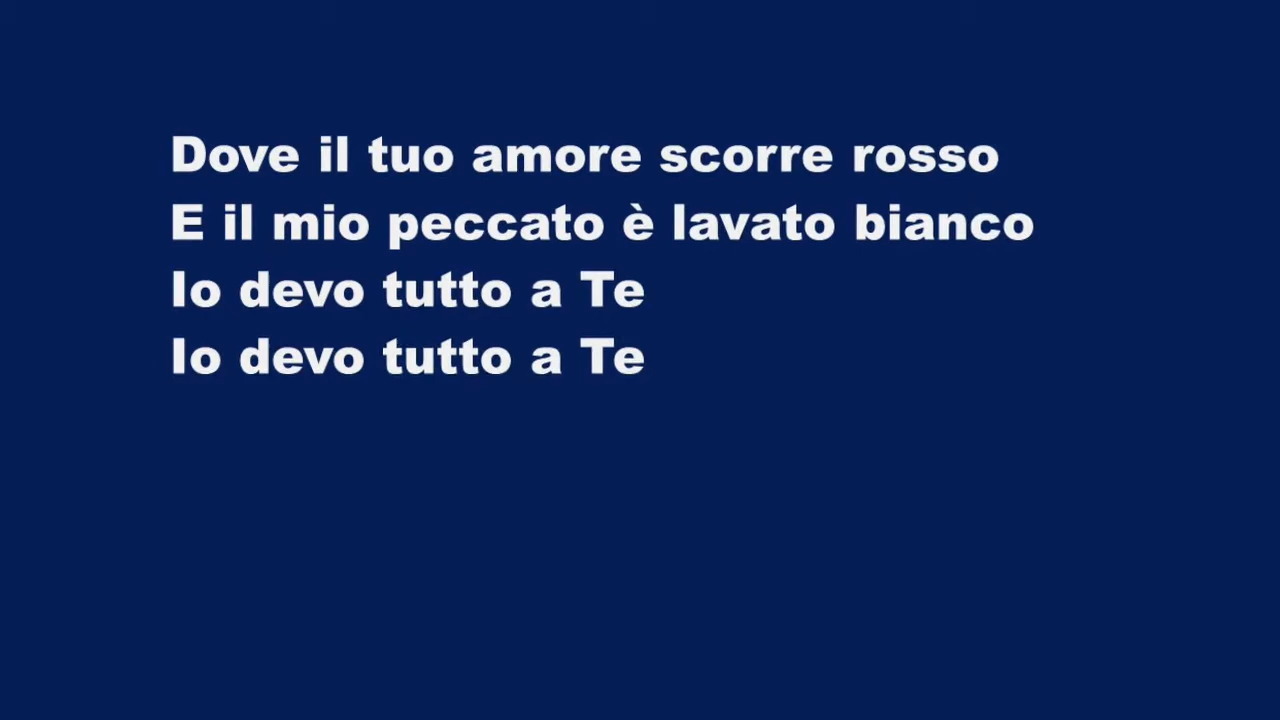 Dove il tuo amore scorre rosso
E il mio peccato è lavato bianco
Io devo tutto a Te
Io devo tutto a Te